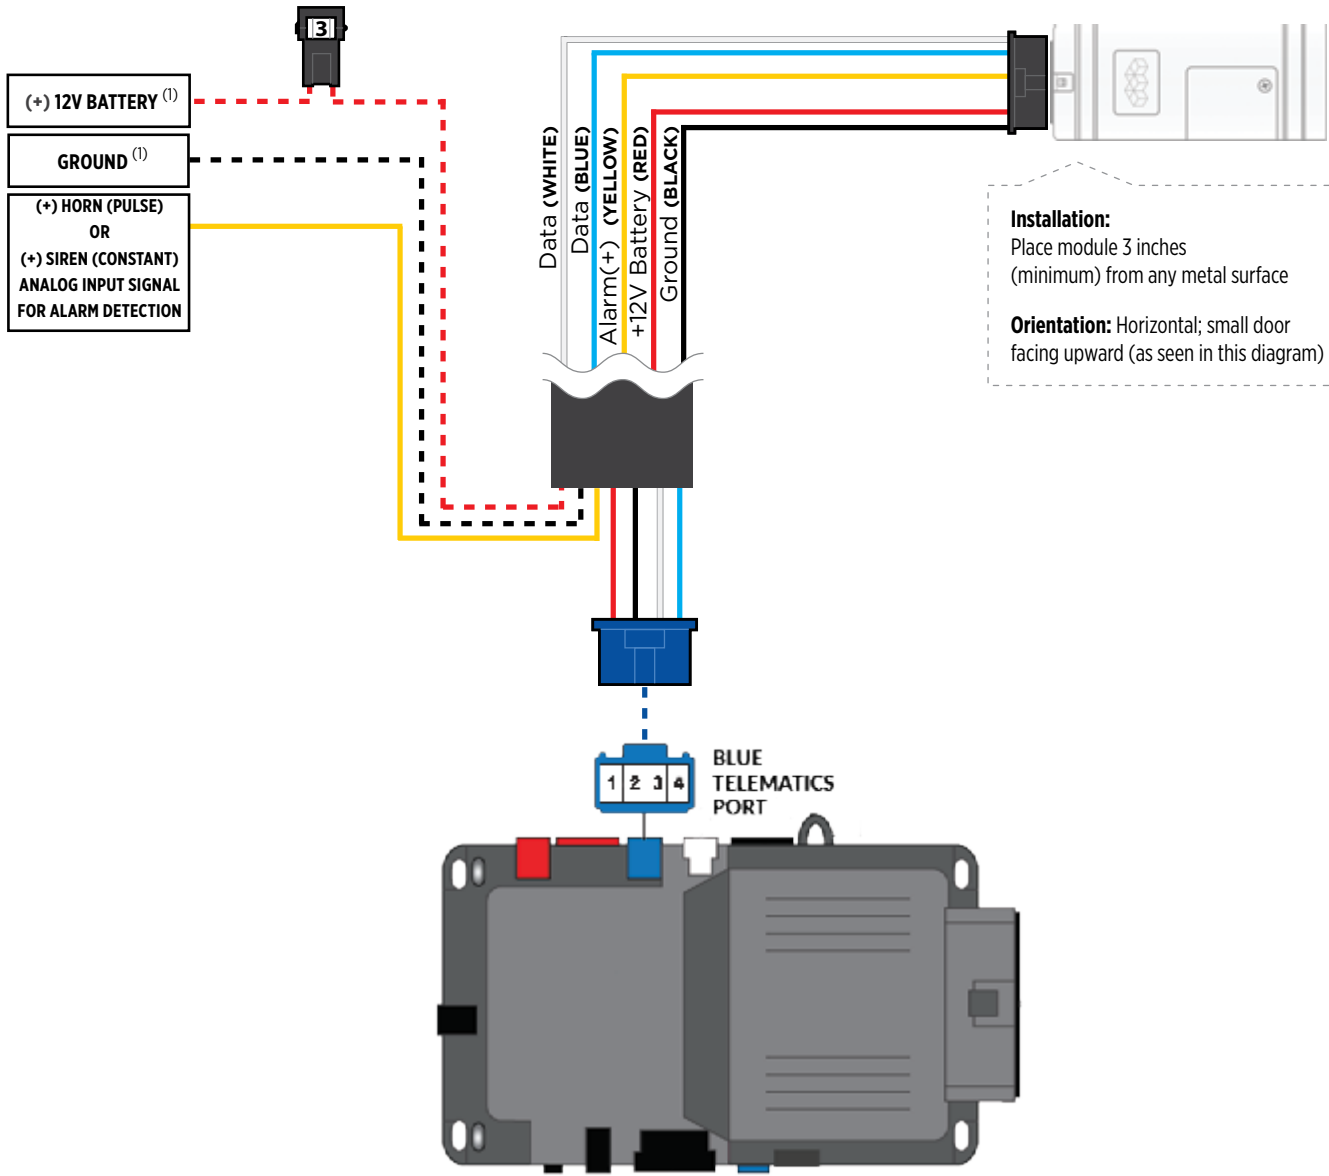 3
(+) 12V BATTERY (1)
GROUND (1)
(+) HORN (PULSE)
OR
(+) SIREN (CONSTANT)
ANALOG INPUT SIGNAL
FOR ALARM DETECTION
Data (WHITE)
Data (BLUE)
Alarm(+) (YELLOW)
+12V Battery (RED)
Ground (BLACK)
Installation:
Place module 3 inches
(minimum) from any metal surface
Orientation: Horizontal; small door
facing upward (as seen in this diagram)
1 2 3 4
BLUE
TELEMATICS
PORT